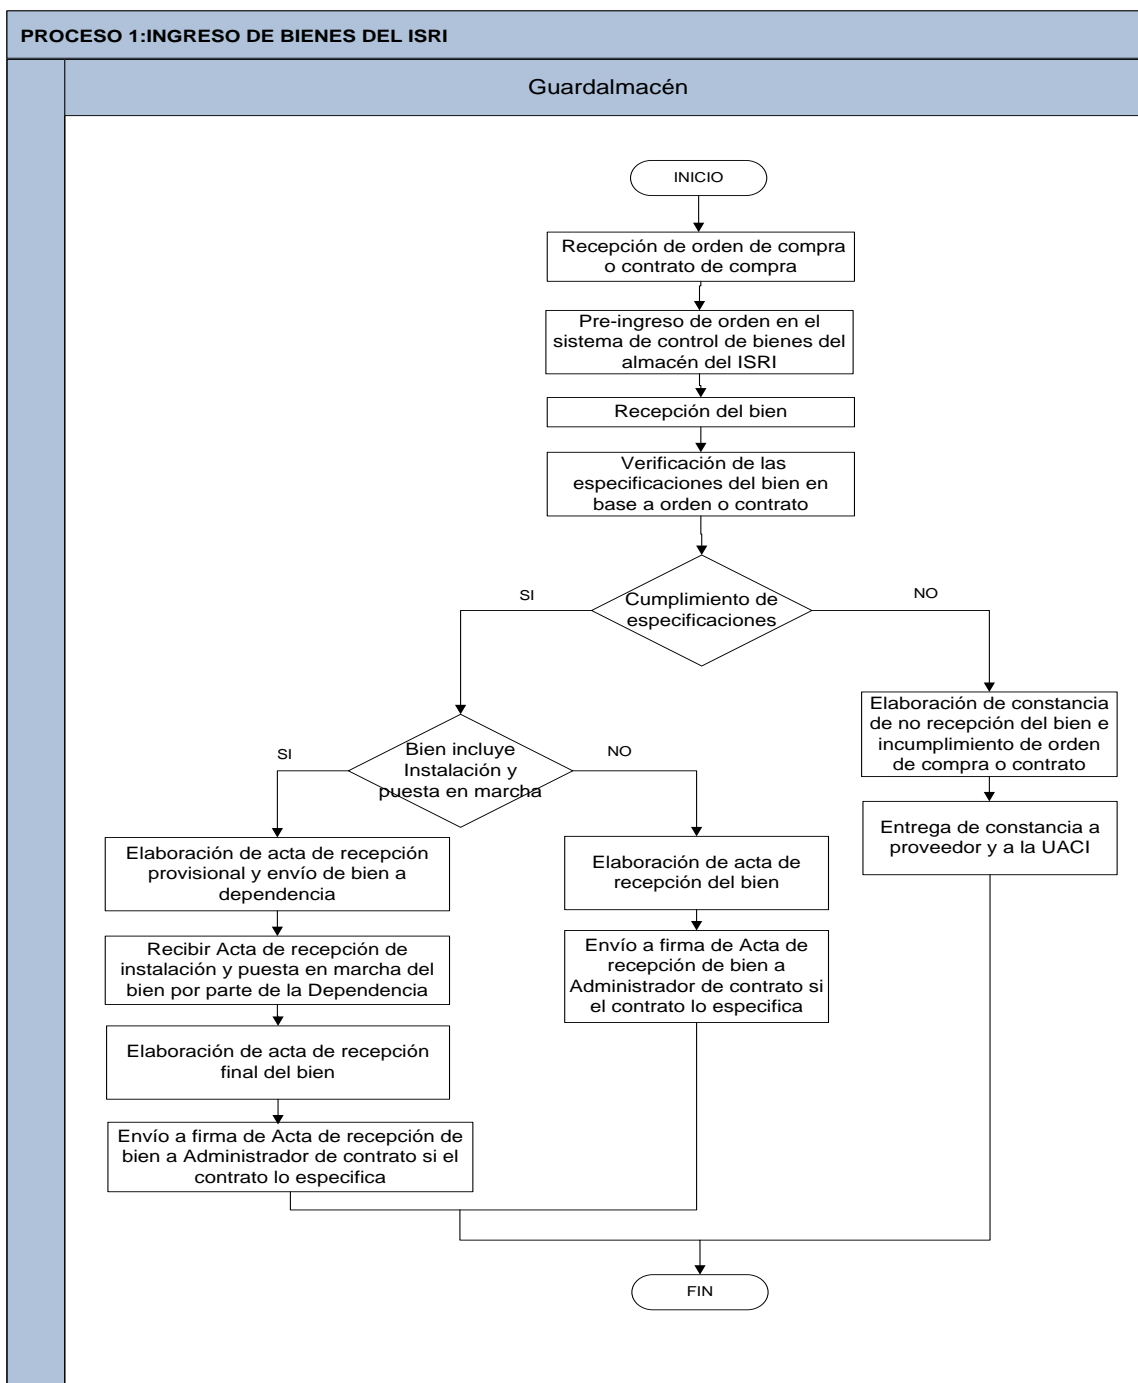 PROCESO 1:INGRESO DE BIENES DEL ISRI
Guardalmacén
INICIO
Recepción de orden de compra
o contrato de compra
Pre-ingreso de orden en el
sistema de control de bienes del
almacén del ISRI
Recepción del bien
Verificación de las
especificaciones del bien en
base a orden o contrato
Cumplimiento de
especificaciones
SI
NO
Bien incluye
Instalación y
puesta en marcha
SI
NO
Elaboración de acta de recepción
provisional y envío de bien a
dependencia
Recibir Acta de recepción de
instalación y puesta en marcha del
bien por parte de la Dependencia
Elaboración de acta de recepción
final del bien
Envío a firma de Acta de recepción de
bien a Administrador de contrato si el
contrato lo especifica
Elaboración de acta de
recepción del bien
Envío a firma de Acta de
recepción de bien a
Administrador de contrato si
el contrato lo especifica
Elaboración de constancia
de no recepción del bien e
incumplimiento de orden
de compra o contrato
Entrega de constancia a
proveedor y a la UACI
FIN